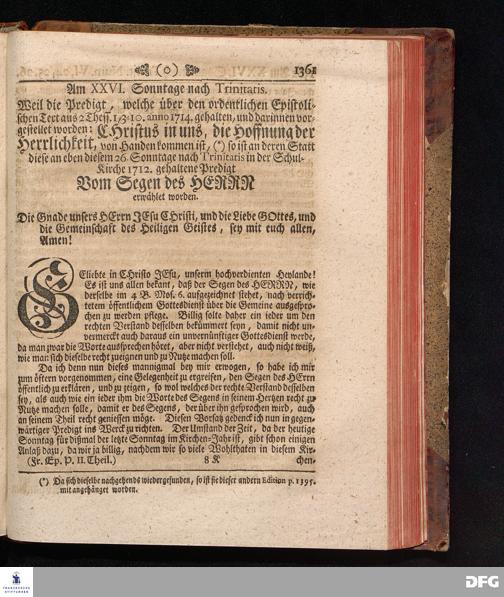 (o) 1361
Am XXVI. Sonntage nach Trinitatis.
Weil die Predigt, welche über den ordentlichen Epistoli-
schen Text aus 2 Thess. 1/3-10. anno 1714. gehalten, und darinnen vor-
gestellet worden: CHristus in uns, die Hoffnung der
Herrlichkeit, von Handen kommen ist, (*) so ist an deren Statt
diese an eben diesem 26. Sonntage nach Trinitatis in der Schul-
Kirche 1712. gehaltene Predigt
Vom Segen des HERRN
erwählet worden.
Die Gnade unsers HErrn JEsu CHristi, und die Liebe GOttes, und
die Gemeinschaft des Heiligen Geistes, sey mit euch allen,
Amen!
GEliebte in CHristo JEsu, unserm hochverdienten Heylande!
Es ist uns allen bekant, daß der Segen des HERRN, wie
derselbe im 4 B. Mos. 6. aufgezeichnet stehet, nach verrich-
tetem öffentlichem Gottesdienst über die Gemeine ausgespro-
chen zu werden pflege. Billig solte daher ein ieder um den
rechten Verstand desselben bekümmert seyn, damit nicht un-
vermerckt auch daraus ein unvernünftiger Gottesdienst werde,
da man zwar die Worte aussprechen höret, aber nicht verstehet, auch nicht weiß,
wie man sich dieselbe recht zueignen und zu Nutze machen soll.
Da ich denn nun dieses mannigmal bey mir erwogen, so habe ich mir
zum öftern vorgenommen, eine Gelegenheit zu ergreifen, den Segen des HErrn
öffentlich zu erklären, und zu zeigen, so wol welches der rechte Verstand desselben
sey, als auch wie ein ieder ihm die Worte des Segens in seinem Hertzen recht zu
Nutze machen solle, damit er des Segens, der über ihn gesprochen wird, auch
an seinem Theil recht geniessen möge. Diesen Vorsatz gedencke ich nun in gegen-
wärtiger Predigt ins Werck zu richten. Der Umstand der Zeit, da der heutige
Sonntag für dißmal der letzte Sonntag im Kirchen-Jahr ist, gibt schon einigen
Anlaß dazu, da wir ja billig, nachdem wir so viele Wohlthaten in diesem Kir-
(Fr. Ep. P. II. Theil.) 8 K chen-
(*) Da sich dieselbe nachgehends wiedergefunden, so ist sie dieser andern Edition p. 1395.
mit angehänget worden.
FRANCKESCHE STIFTUNGEN
DFG